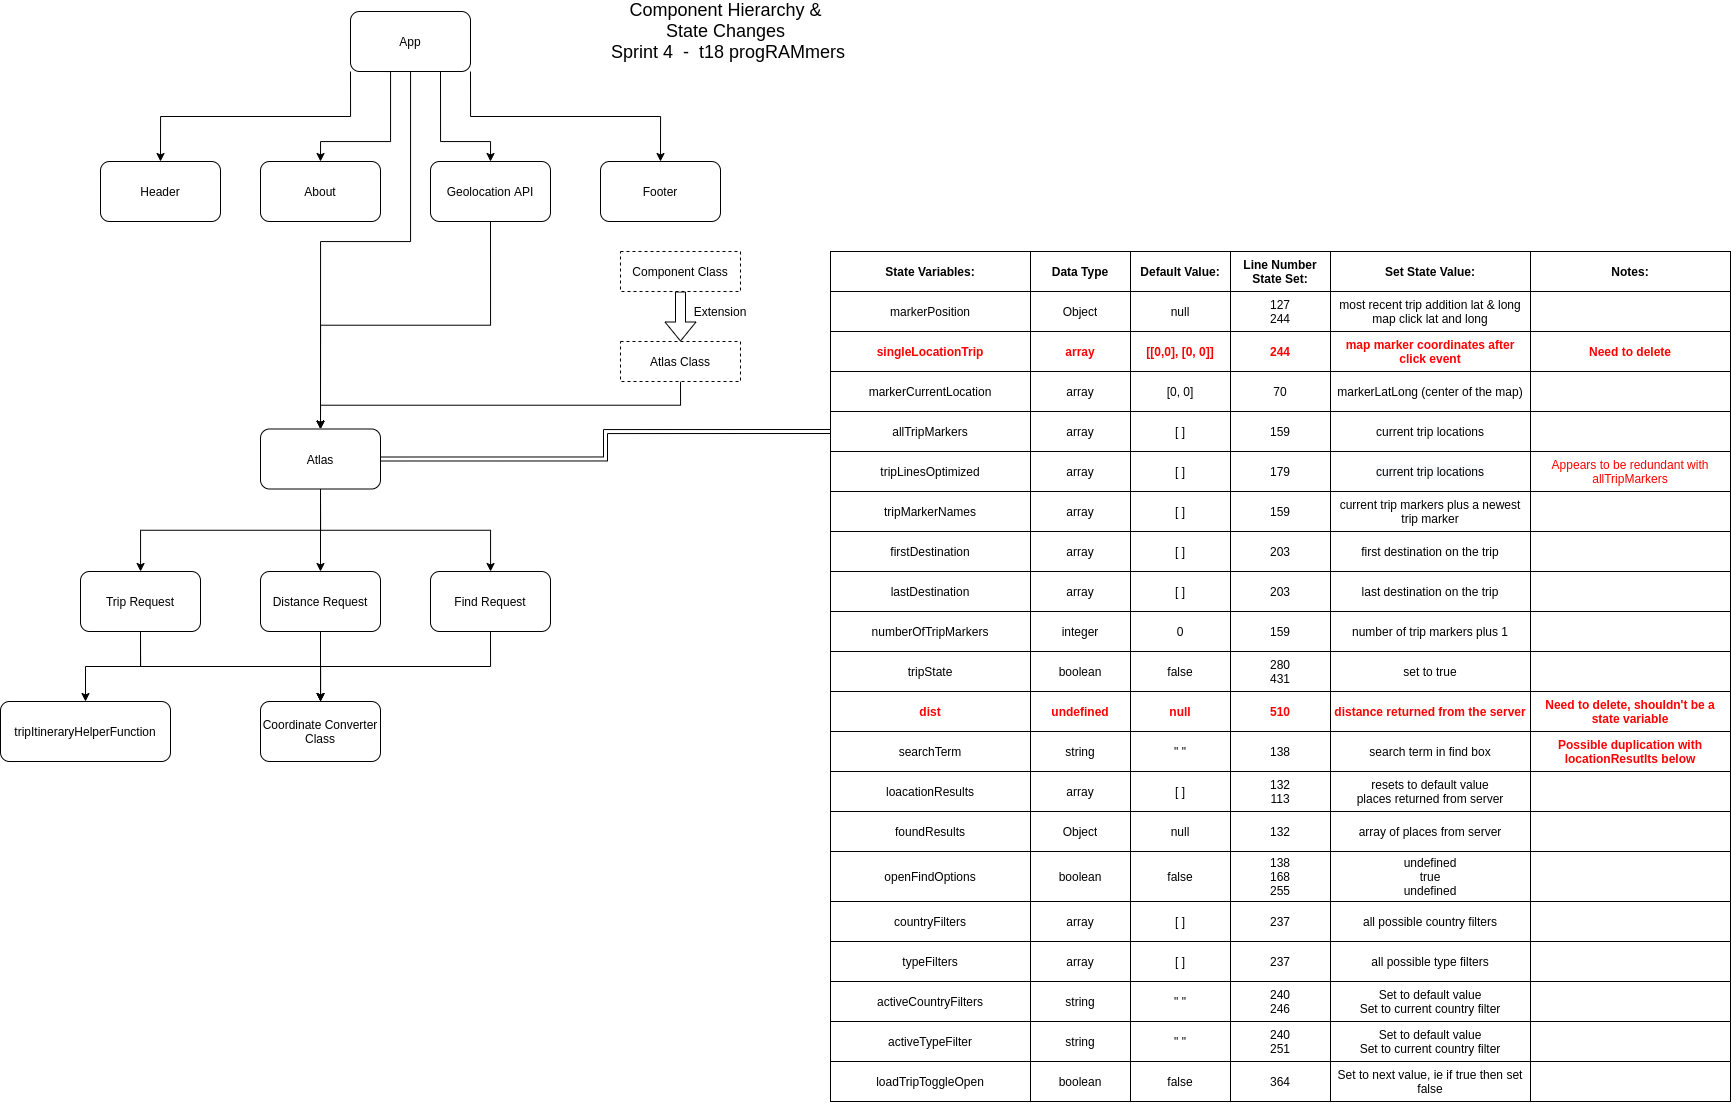 Component Hierarchy &
State Changes
Sprint 4 - t18 progRAMmers
App
Header
About
Geolocation API
Footer
Component Class
Extension
Atlas Class
Atlas
Trip Request
Distance Request
Find Request
tripItineraryHelperFunction
Coordinate Converter
Class
State Variables:
Data Type
Default Value:
Line Number
State Set:
Set State Value:
Notes:
markerPosition
Object
null
127
244
most recent trip addition lat & long
map click lat and long
singleLocationTrip
array
[[0,0], [0, 0]]
244
map marker coordinates after
click event
Need to delete
markerCurrentLocation
array
[0, 0]
70
markerLatLong (center of the map)
allTripMarkers
array
[ ]
159
current trip locations
tripLinesOptimized
array
[ ]
179
current trip locations
Appears to be redundant with
allTripMarkers
tripMarkerNames
array
[ ]
159
current trip markers plus a newest
trip marker
firstDestination
array
[ ]
203
first destination on the trip
lastDestination
array
[ ]
203
last destination on the trip
numberOfTripMarkers
integer
0
159
number of trip markers plus 1
tripState
boolean
false
280
431
set to true
dist
undefined
null
510
distance returned from the server
Need to delete, shouldn't be a
state variable
searchTerm
string
" "
138
search term in find box
Possible duplication with
locationResutlts below
loacationResults
array
[ ]
132
113
resets to default value
places returned from server
foundResults
Object
null
132
array of places from server
openFindOptions
boolean
false
138
168
255
undefined
true
undefined
countryFilters
array
[ ]
237
all possible country filters
typeFilters
array
[ ]
237
all possible type filters
activeCountryFilters
string
" "
240
246
Set to default value
Set to current country filter
activeTypeFilter
string
" "
240
251
Set to default value
Set to current country filter
loadTripToggleOpen
boolean
false
364
Set to next value, ie if true then set
false